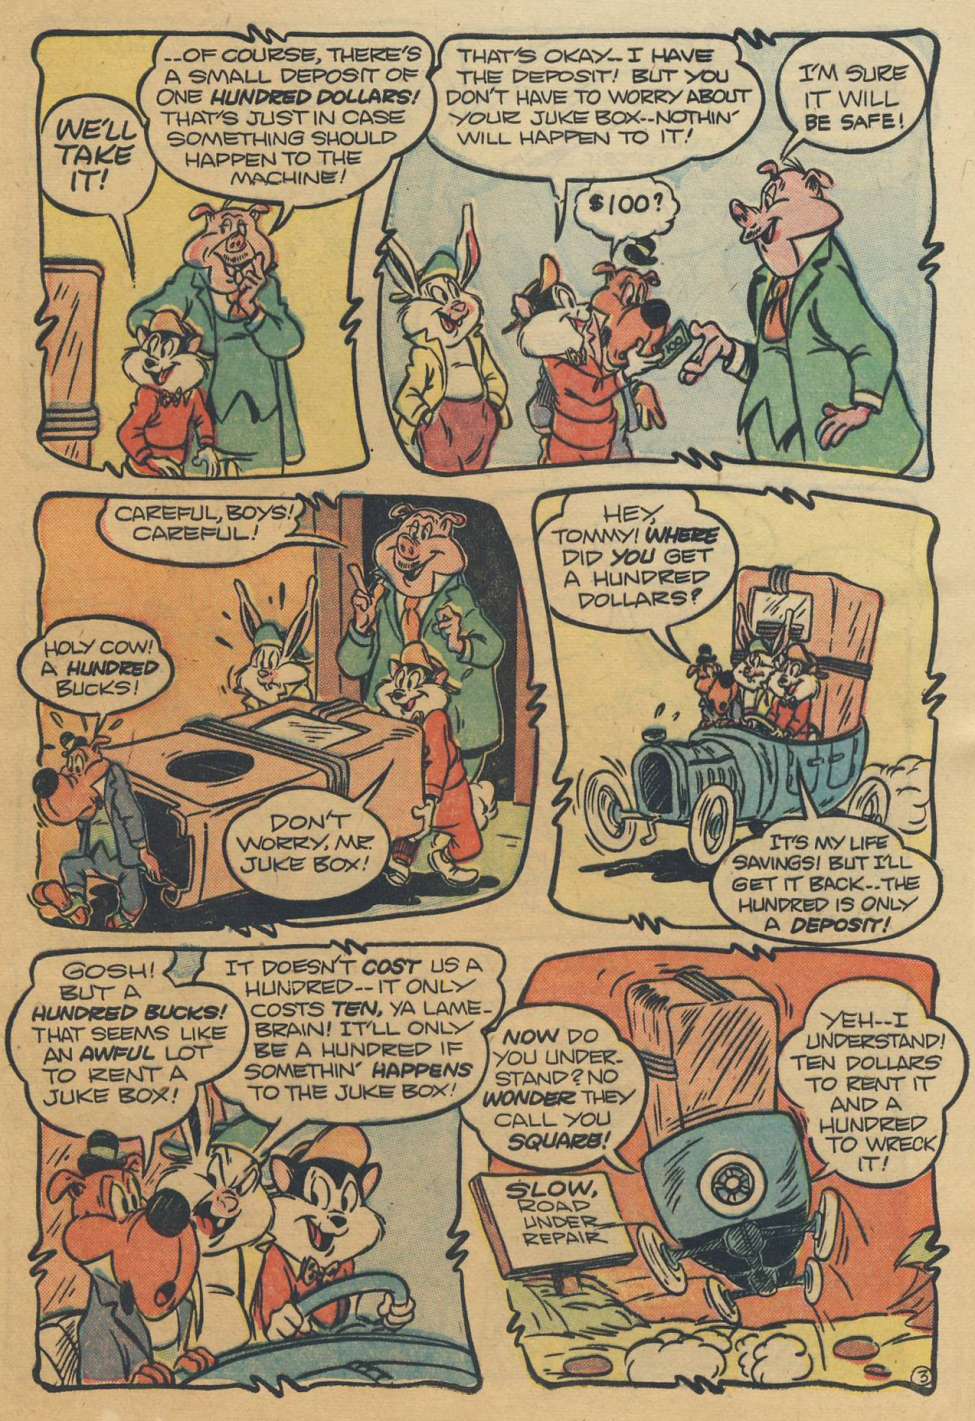 WE'LL
TAKE
IT!
--OF COURSE, THERE'S
A SMALL DEPOSIT OF
ONE HUNDRED DOLLARS!
THAT'S JUST IN CASE
SOMETHING SHOULD
HAPPEN TO THE
MACHINE!
THAT'S OKAY-- I HAVE
THE DEPOSIT! BUT YOU
DON'T HAVE TO WORRY ABOUT
YOUR JUKE BOX--NOTHIN'
WILL HAPPEN TO IT!
$100?
100
I'M SURE
IT WILL
BE SAFE!
CAREFUL, BOYS!
CAREFUL!
HOLY COW!
A HUNDRED
BUCKS!
DON'T
WORRY, MR.
JUKE BOX!
HEY,
TOMMY! WHERE
DID YOU GET
A HUNDRED
DOLLARS?
IT'S MY LIFE
SAVINGS! BUT I'LL
GET IT BACK--THE
HUNDRED IS ONLY
A DEPOSIT!
GOSH!
BUT A
HUNDRED BUCKS!
THAT SEEMS LIKE
AN AWFUL LOT
TO RENT A
JUKE BOX!
IT DOESN'T COST US A
HUNDRED-- IT ONLY
COSTS TEN, YA LAME-
BRAIN! IT'LL ONLY
BE A HUNDRED IF
SOMETHIN' HAPPENS
TO THE JUKE BOX!
NOW DO
YOU UNDER-
STAND? NO
WONDER THEY
CALL YOU
SQUARE!
YEH--I
UNDERSTAND!
TEN DOLLARS
TO RENT IT
AND A
HUNDRED
TO WRECK
IT!
SLOW,
ROAD
UNDER
REPAIR
3